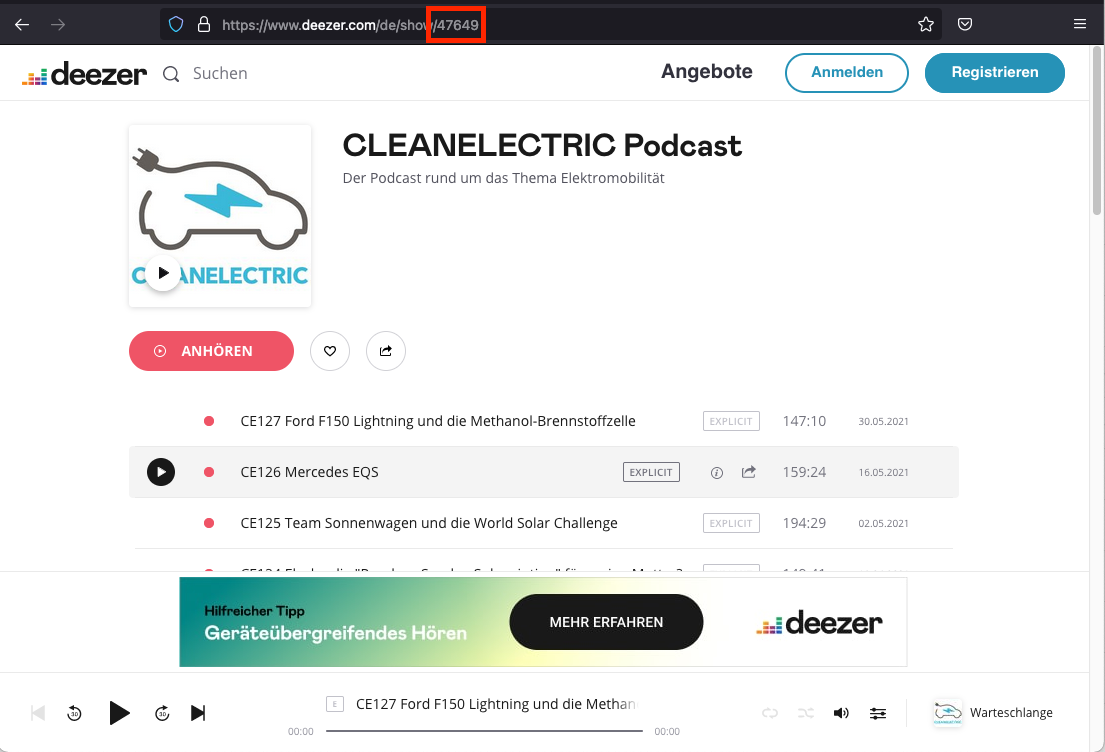 https://www.deezer.com/de/show/47649
deezer
Suchen
Angebote
Anmelden
Registrieren
CLEANELECTRIC
CLEANELECTRIC Podcast
Der Podcast rund um das Thema Elektromobilität
ANHÖREN
CE127 Ford F150 Lightning und die Methanol-Brennstoffzelle EXPLICIT 147:10 30.05.2021
CE126 Mercedes EQS EXPLICIT 159:24 16.05.2021
CE125 Team Sonnenwagen und die World Solar Challenge EXPLICIT 194:29 02.05.2021
Hilfreicher Tipp
Geräteübergreifendes Hören
MEHR ERFAHREN
deezer
30
30
E CE127 Ford F150 Lightning und die Methan
00:00
00:00
Warteschlange